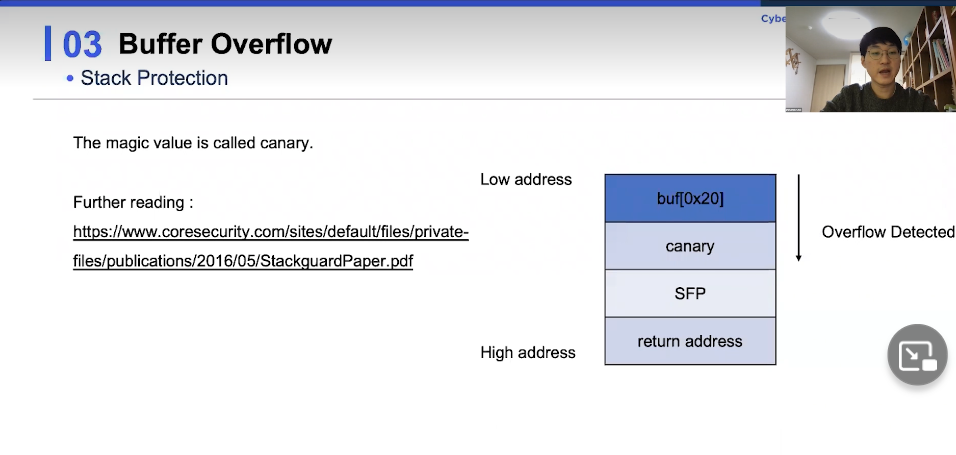 Cybe
03 Buffer Overflow
• Stack Protection
The magic value is called canary.
Further reading :
https://www.coresecurity.com/sites/default/files/private-
files/publications/2016/05/StackguardPaper.pdf
Low address
buf[0x20]
canary
Overflow Detected
SFP
return address
High address